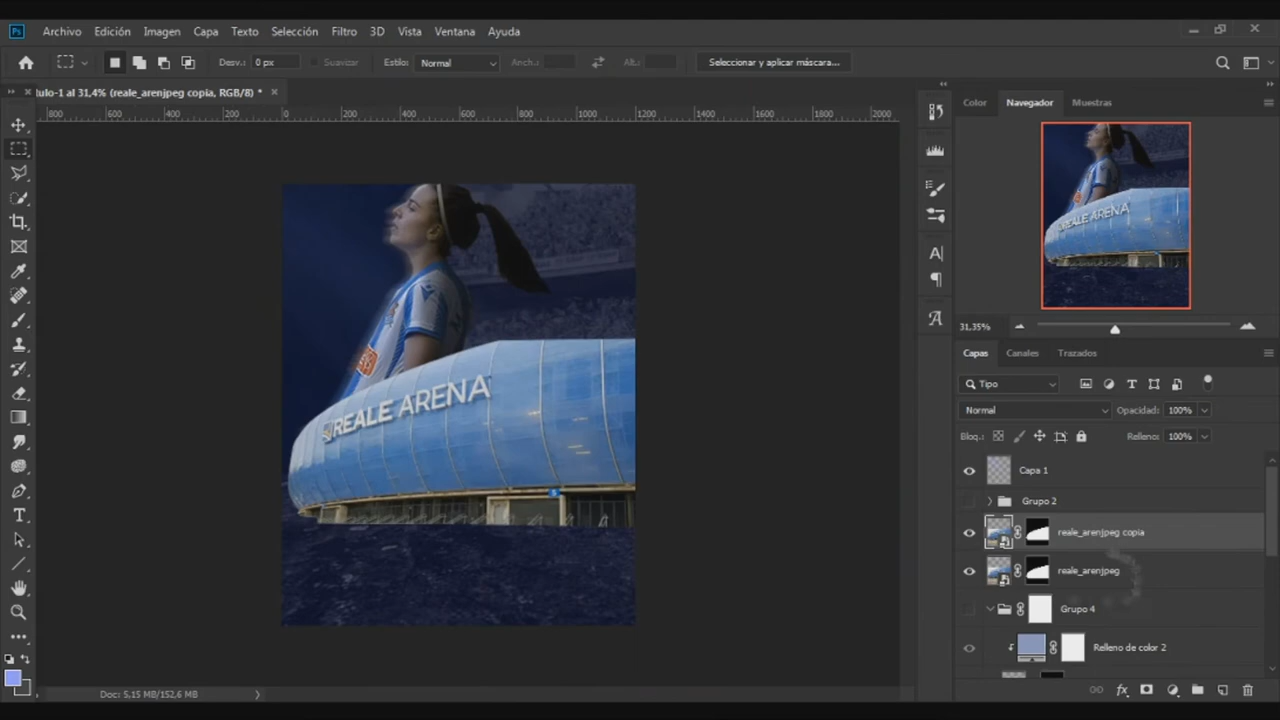 Ps Archivo Edición Imagen Capa Texto Selección Filtro 3D Vista Ventana Ayuda
Desv.: 0 px Suavizar Estilo: Normal Anch.: Alt.: Seleccionar y aplicar máscara...
tulo-1 al 31,4% (reale_arenjpeg copia, RGB/8) *
800 600 400 200 0 200 400 600 800 1000 1200 1400 1600 1800 2000
REALE ARENA
Doc: 5,15 MB/152,6 MB
Color Navegador Muestras
REALE ARENA
31,35%
Capas Canales Trazados
Tipo
Normal Opacidad: 100%
Bloq.: Relleno: 100%
Capa 1
Grupo 2
reale_arenjpeg copia
reale_arenjpeg
Grupo 4
Relleno de color 2